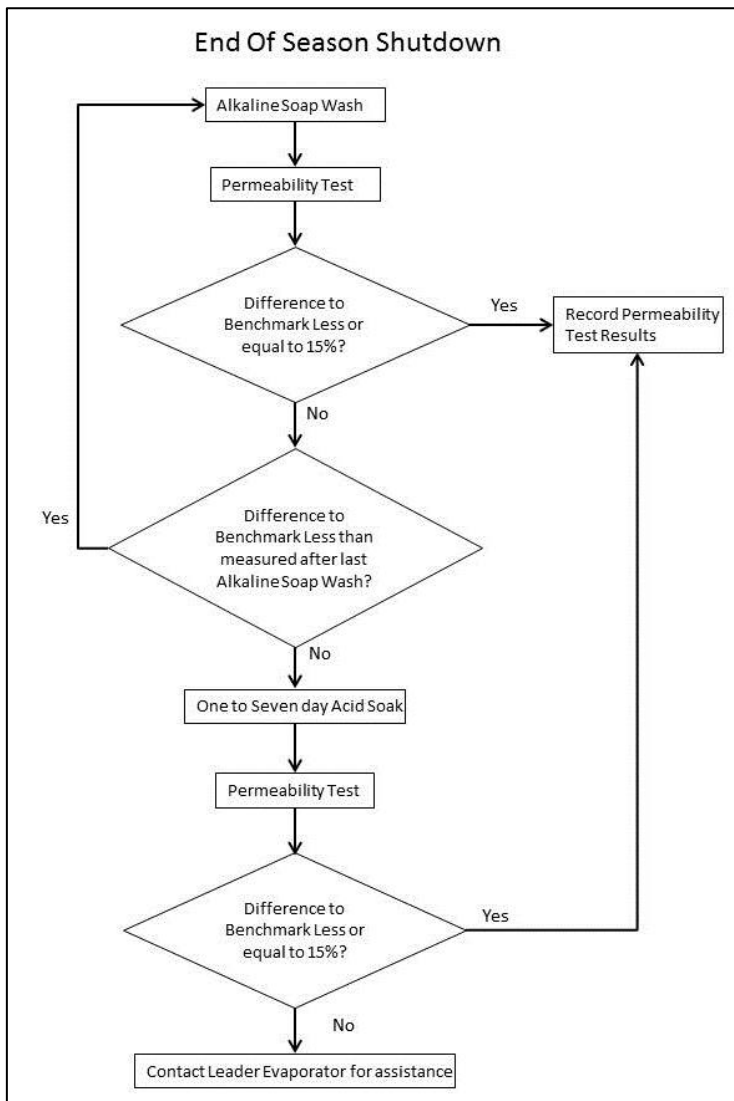 End Of Season Shutdown
Alkaline Soap Wash
Permeability Test
Difference to
Benchmark Less or
equal to 15%?
Yes
Record Permeability
Test Results
No
Difference to
Benchmark Less than
measured after last
Alkaline Soap Wash?
Yes
No
One to Seven day Acid Soak
Permeability Test
Difference to
Benchmark Less or
equal to 15%?
Yes
No
Contact Leader Evaporator for assistance